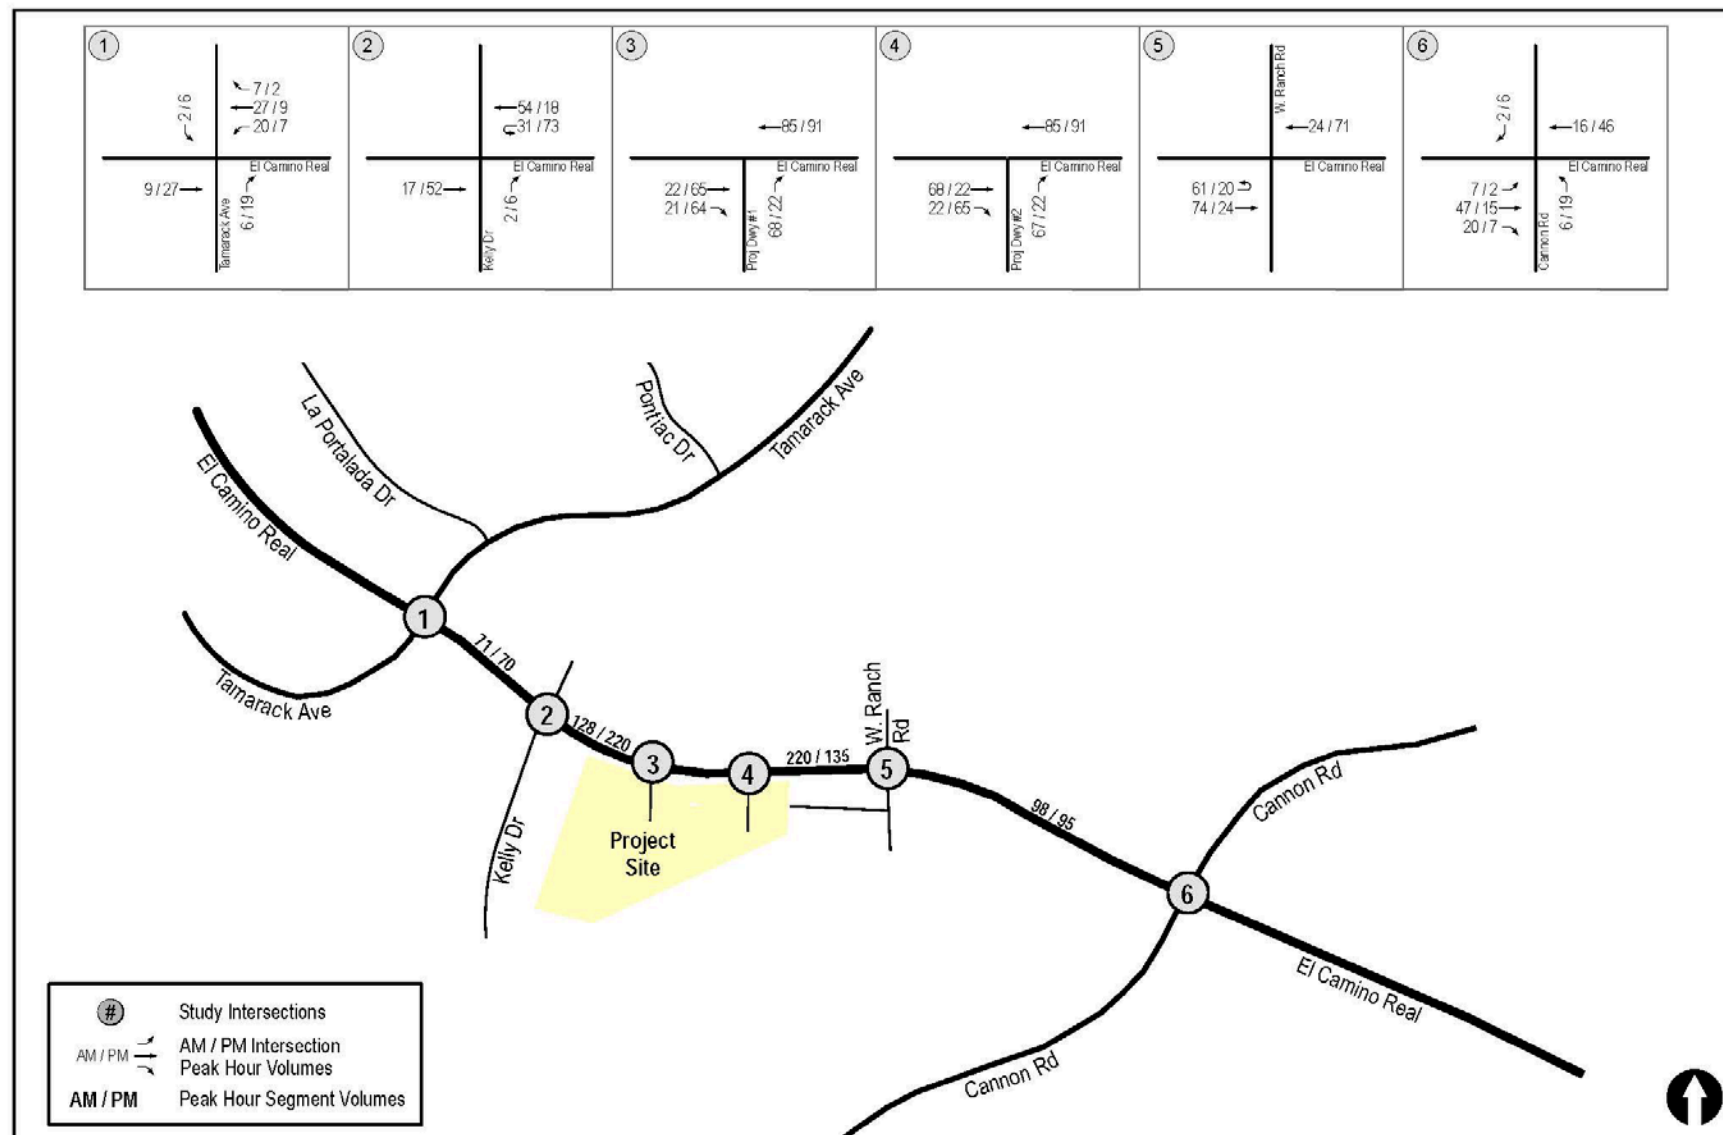 1
2 / 6
7 / 2
27 / 9
20 / 7
El Camino Real
9 / 27
6 / 19
Tamarack Ave
2
54 / 18
31 / 73
El Camino Real
17 / 52
2 / 6
Kelly Dr
3
85 / 91
El Camino Real
22 / 65
21 / 64
68 / 22
Proj Dwy #1
4
85 / 91
El Camino Real
68 / 22
22 / 65
67 / 22
Proj Dwy #2
5
W. Ranch Rd
24 / 71
El Camino Real
61 / 20
74 / 24
6
2 / 6
16 / 46
El Camino Real
7 / 2
47 / 15
20 / 7
6 / 19
Cannon Rd
La Portalada Dr
Pontiac Dr
Tamarack Ave
El Camino Real
1
71 / 70
Tamarack Ave
2
128 / 220
3
4
220 / 135
W. Ranch
Rd
5
98 / 95
Cannon Rd
Kelly Dr
Project
Site
6
El Camino Real
Cannon Rd
# Study Intersections
AM / PM AM / PM Intersection
Peak Hour Volumes
AM / PM Peak Hour Segment Volumes